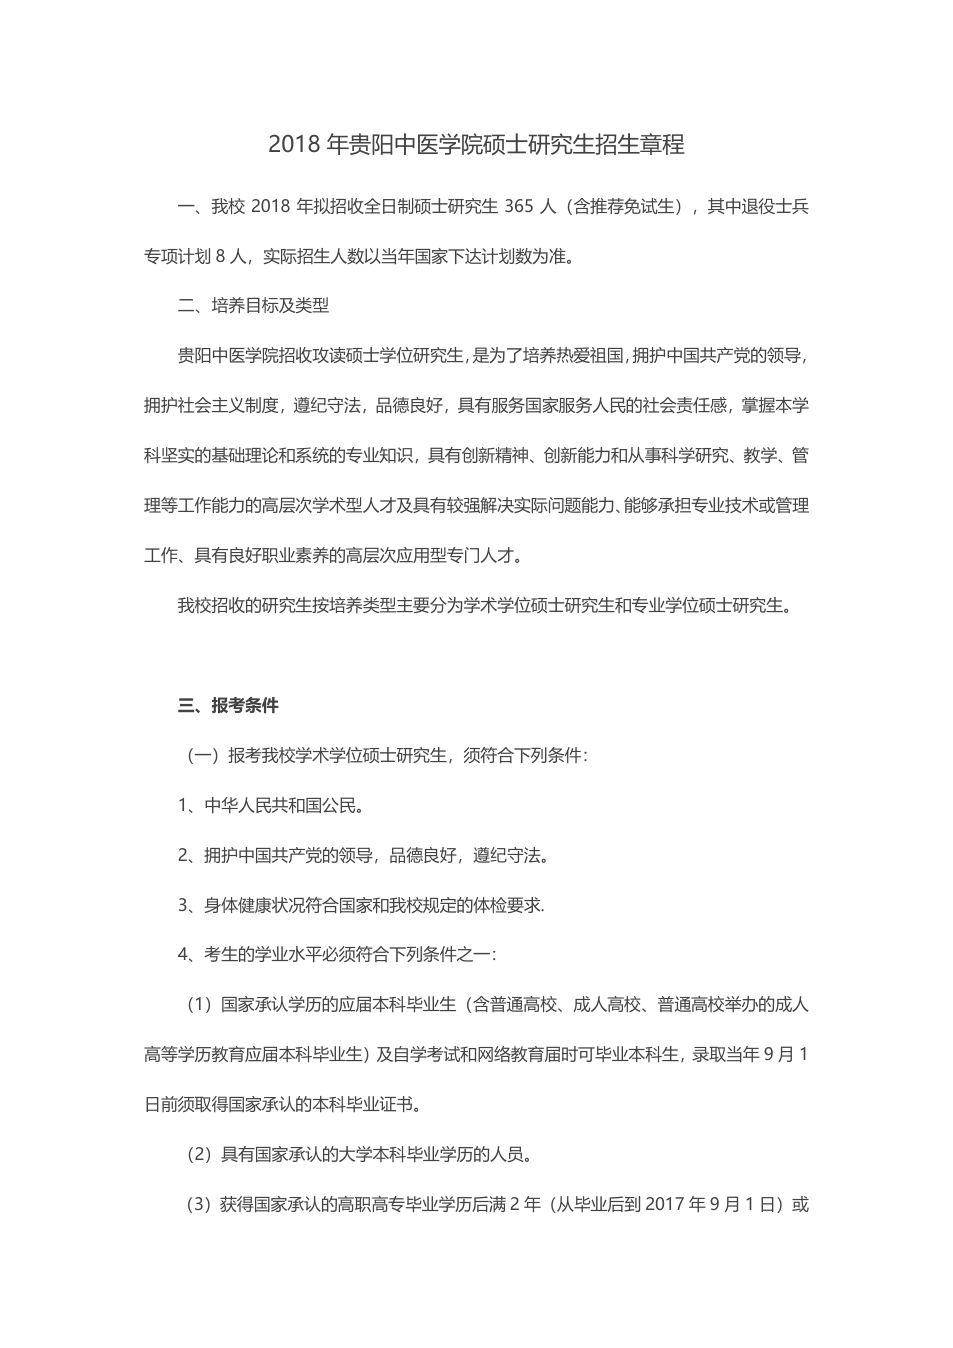 2018 年贵阳中医学院硕士研究生招生章程
一、我校 2018 年拟招收全日制硕士研究生 365 人（含推荐免试生），其中退役士兵
专项计划 8 人，实际招生人数以当年国家下达计划数为准。
二、培养目标及类型
贵阳中医学院招收攻读硕士学位研究生，是为了培养热爱祖国，拥护中国共产党的领导，
拥护社会主义制度，遵纪守法，品德良好，具有服务国家服务人民的社会责任感，掌握本学
科坚实的基础理论和系统的专业知识，具有创新精神、创新能力和从事科学研究、教学、管
理等工作能力的高层次学术型人才及具有较强解决实际问题能力、能够承担专业技术或管理
工作、具有良好职业素养的高层次应用型专门人才。
我校招收的研究生按培养类型主要分为学术学位硕士研究生和专业学位硕士研究生。
三、报考条件
（一）报考我校学术学位硕士研究生，须符合下列条件：
1、中华人民共和国公民。
2、拥护中国共产党的领导，品德良好，遵纪守法。
3、身体健康状况符合国家和我校规定的体检要求.
4、考生的学业水平必须符合下列条件之一：
（1）国家承认学历的应届本科毕业生（含普通高校、成人高校、普通高校举办的成人
高等学历教育应届本科毕业生）及自学考试和网络教育届时可毕业本科生，录取当年 9 月 1
日前须取得国家承认的本科毕业证书。
（2）具有国家承认的大学本科毕业学历的人员。
（3）获得国家承认的高职高专毕业学历后满 2 年（从毕业后到 2017 年 9 月 1 日）或